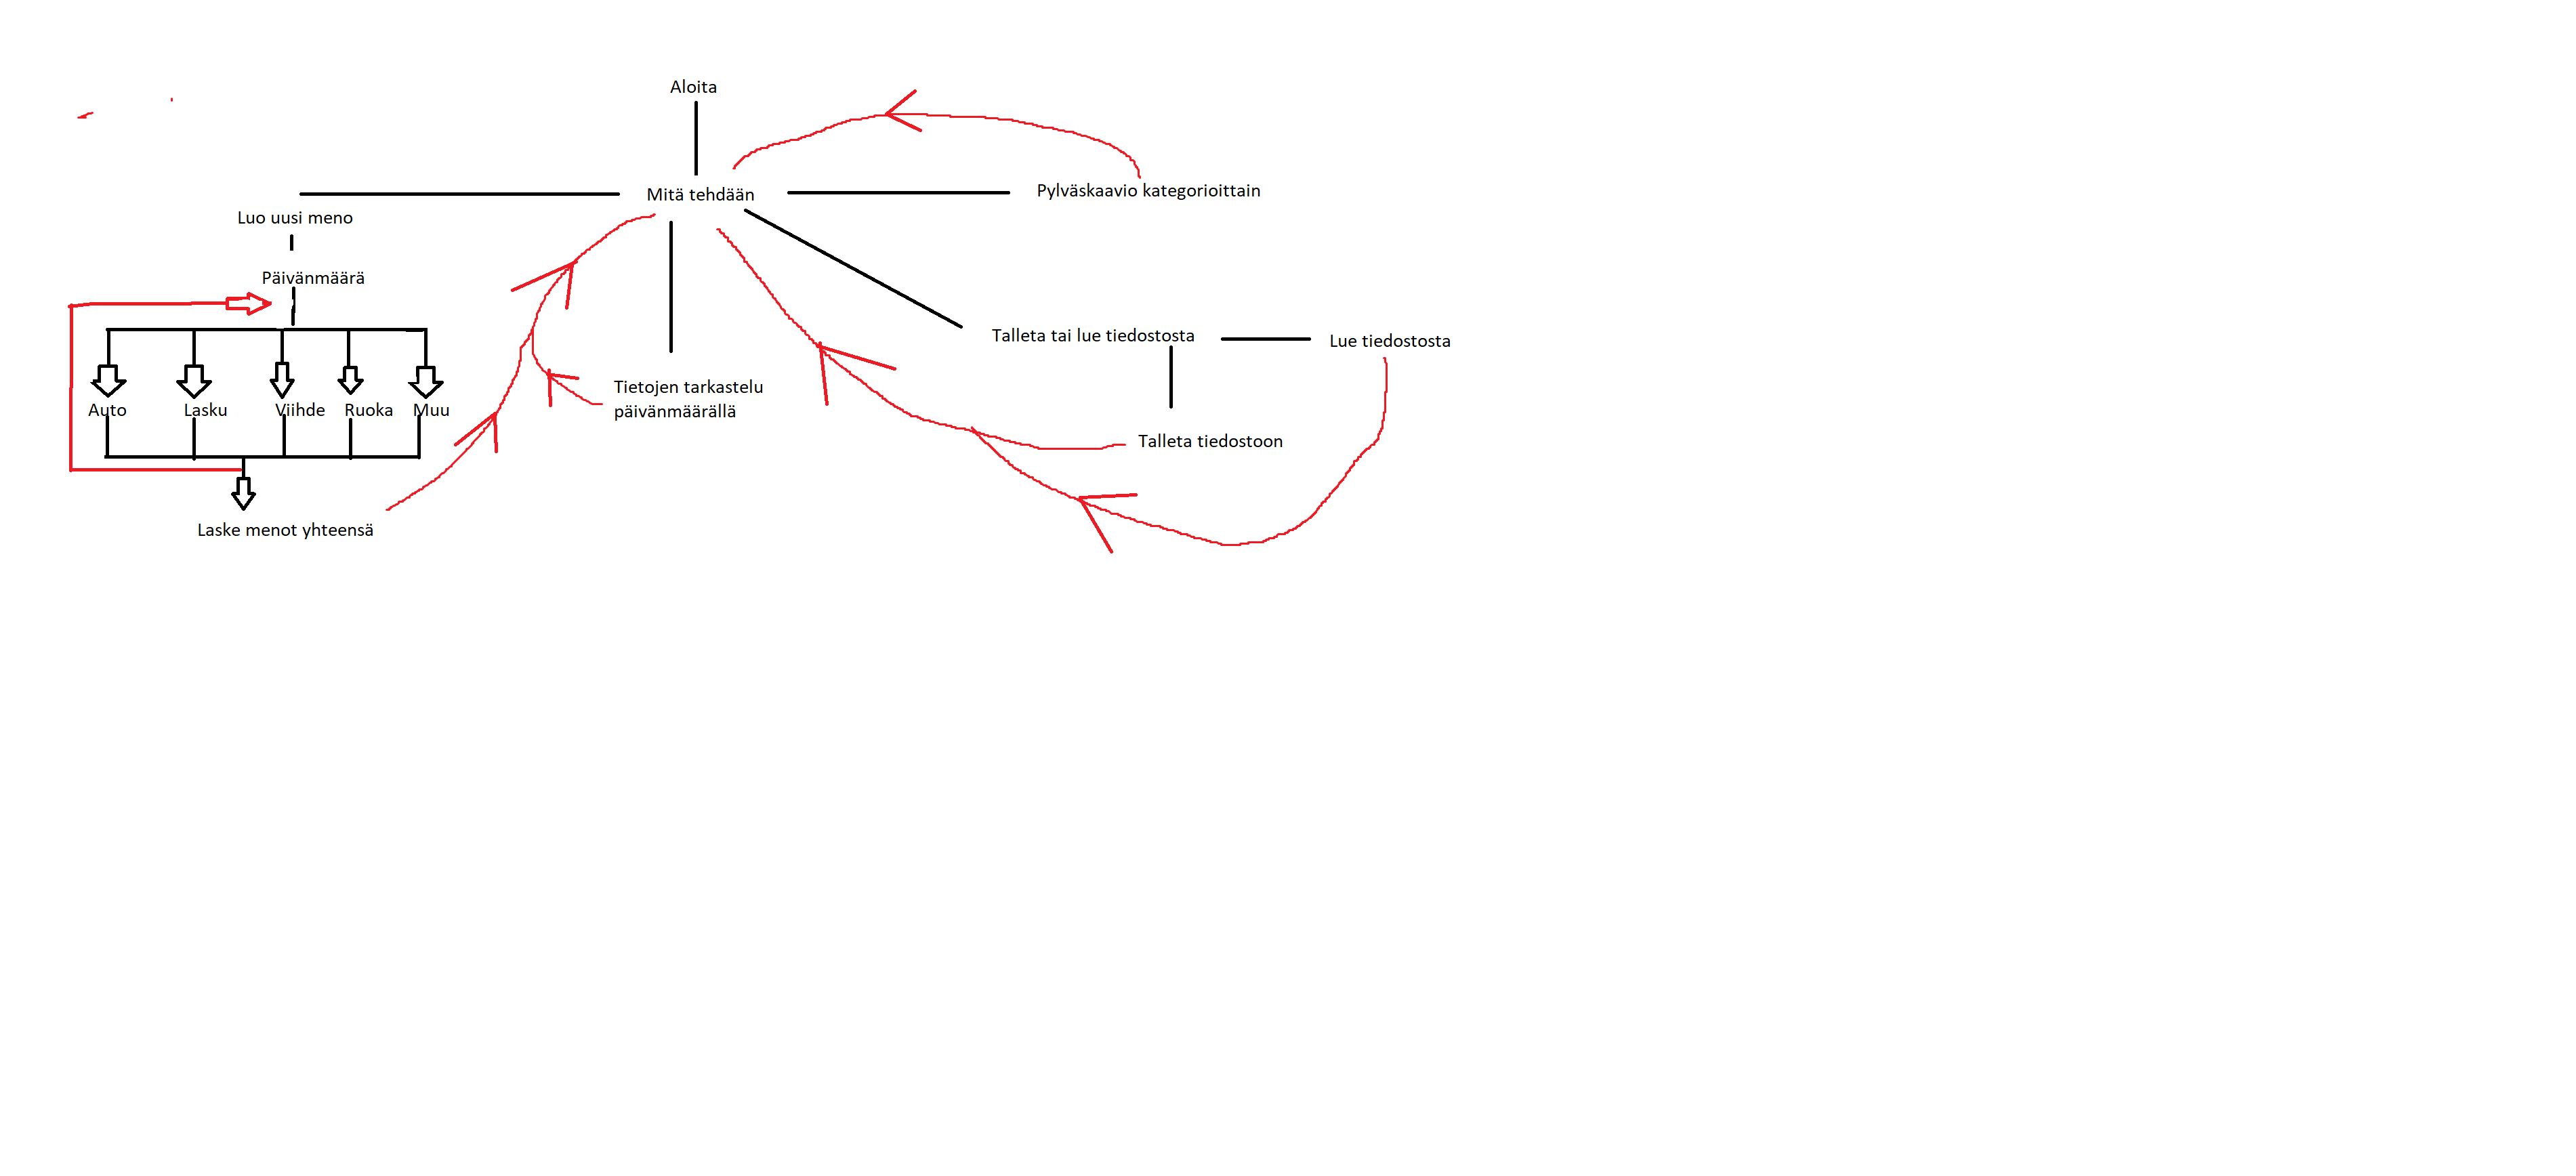 Aloita
Mitä tehdään
Pylväskaavio kategorioittain
Luo uusi meno
Päivänmäärä
Talleta tai lue tiedostosta
Lue tiedostosta
Tietojen tarkastelu
päivänmäärällä
Auto
Lasku
Viihde
Ruoka
Muu
Talleta tiedostoon
Laske menot yhteensä